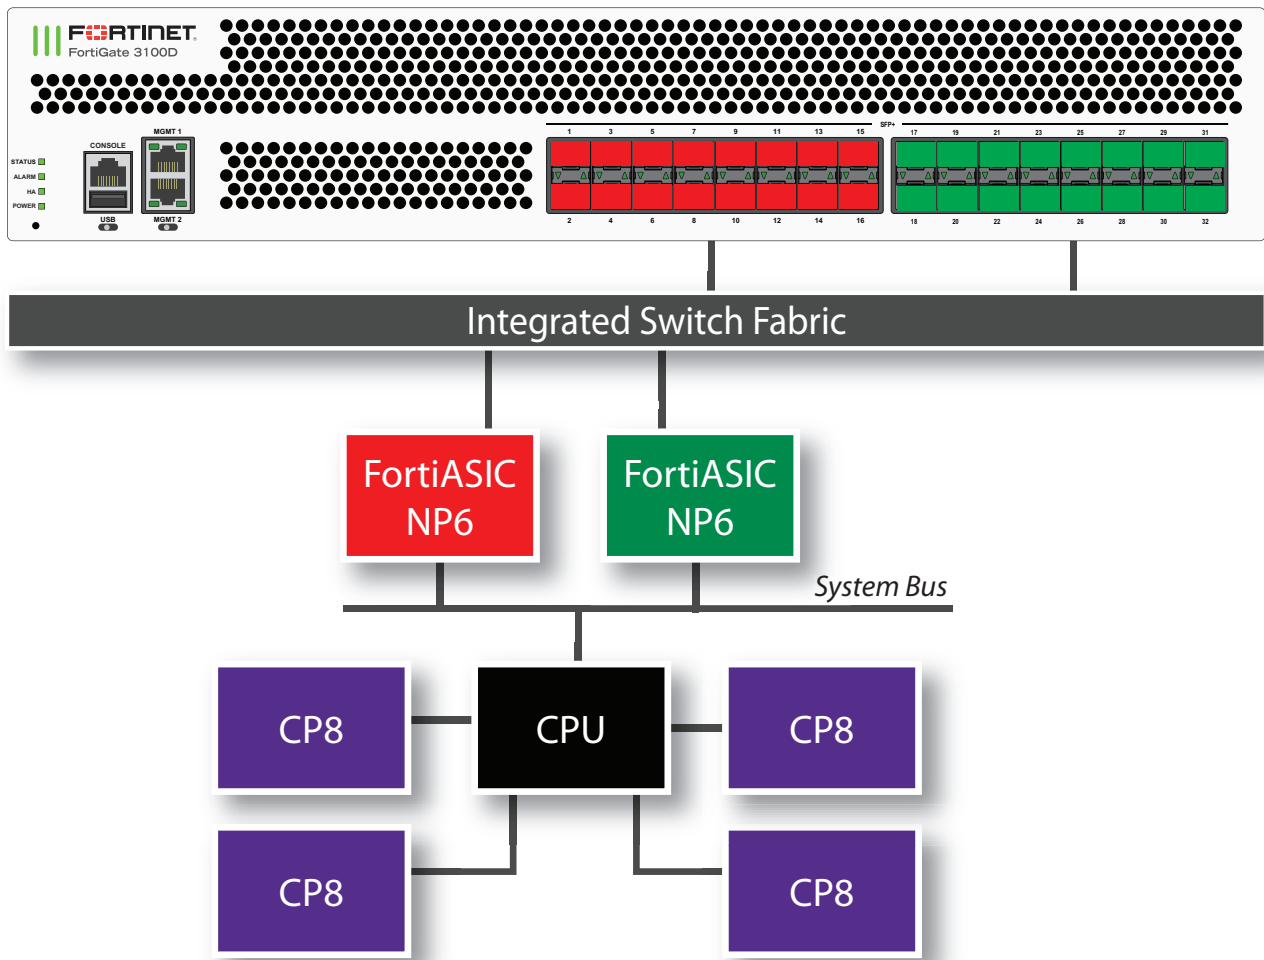 FORTINET
FortiGate 3100D
MGMT 1
CONSOLE
STATUS
ALARM
HA
POWER
USB
MGMT 2
1 3 5 7 9 11 13 15
SFP+
17 19 21 23 25 27 29 31
2 4 6 8 10 12 14 16
18 20 22 24 26 28 30 32
Integrated Switch Fabric
FortiASIC
NP6
FortiASIC
NP6
System Bus
CP8
CPU
CP8
CP8
CP8